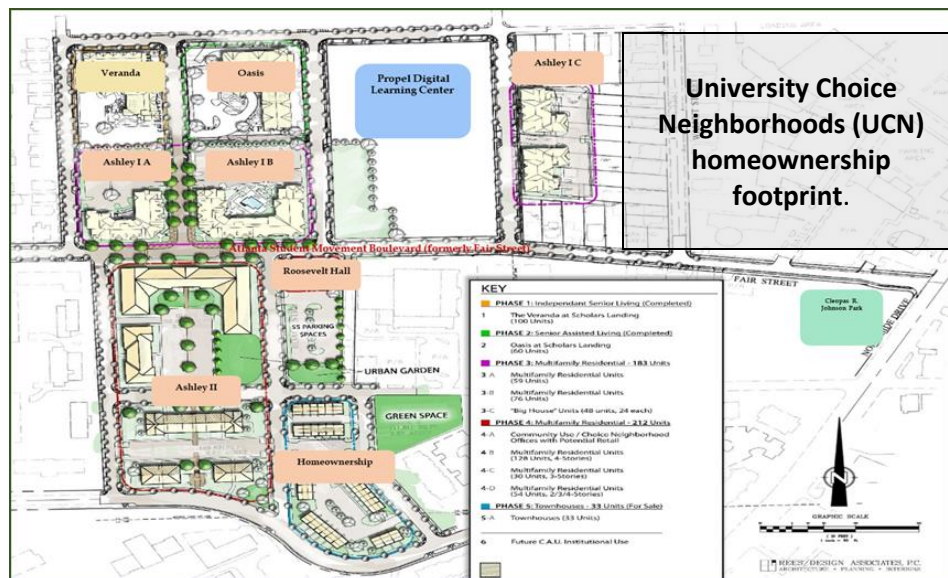 University Choice
Neighborhoods (UCN)
homeownership
footprint.
Veranda
Oasis
Propel Digital
Learning Center
Ashley I C
Ashley I A
Ashley I B
Atlanta Student Movement Boulevard (formerly Fair Street)
FAIR STREET
Roosevelt Hall
55 PARKING
SPACES
URBAN GARDEN
Ashley II
GREEN SPACE
Homeownership
Cleopas R.
Johnson Park
KEY
PHASE 1: Independant Senior Living (Completed)
1 The Veranda at Scholars Landing
(100 Units)
PHASE 2: Senior Assisted Living (Completed)
2 Oasis at Scholars Landing
(60 Units)
PHASE 3: Multifamily Residential - 183 Units
3-A Multifamily Residential Units
(59 Units)
3-B Multifamily Residential Units
(76 Units)
3-C "Big House" Units (48 units, 24 each)
PHASE 4: Multifamily Residential - 212 Units
4-A Community Use / Choice Neighborhood
Offices with Potential Retail
4-B Multifamily Residential Units
(128 Units, 4-Stories)
4-C Multifamily Residential Units
(30 Units, 3-Stories)
4-D Multifamily Residential Units
(54 Units, 2/3/4-Stories)
PHASE 5: Townhouses - 33 Units (For Sale)
5-A Townhouses (33 Units)
6 Future C.A.U. Institutional Use
N
GRAPHIC SCALE
( IN FEET )
REES/DESIGN ASSOCIATES, P.C.
ARCHITECTURE • PLANNING • INTERIORS